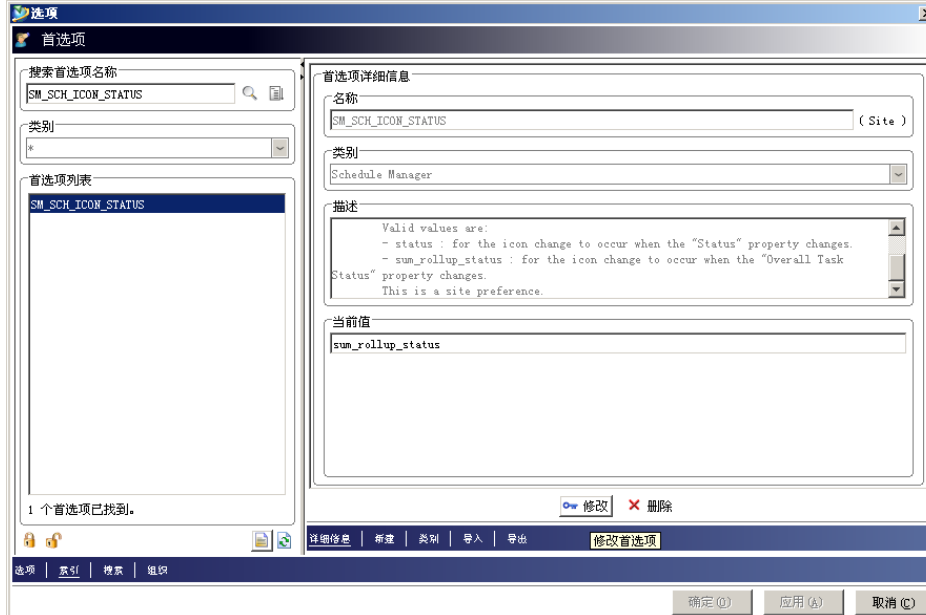 选项
首选项
搜索首选项名称
SM_SCH_ICON_STATUS
类别
*
首选项列表
SM_SCH_ICON_STATUS
1 个首选项已找到。
首选项详细信息
名称
SM_SCH_ICON_STATUS
( Site )
类别
Schedule Manager
描述
Valid values are:
- status : for the icon change to occur when the "Status" property changes.
- sum_rollup_status : for the icon change to occur when the "Overall Task
Status" property changes.
This is a site preference.
当前值
sum_rollup_status
修改 删除
详细信息 新建 类别 导入 导出
修改首选项
选项 索引 搜索 组织
确定(O) 应用(A) 取消(C)